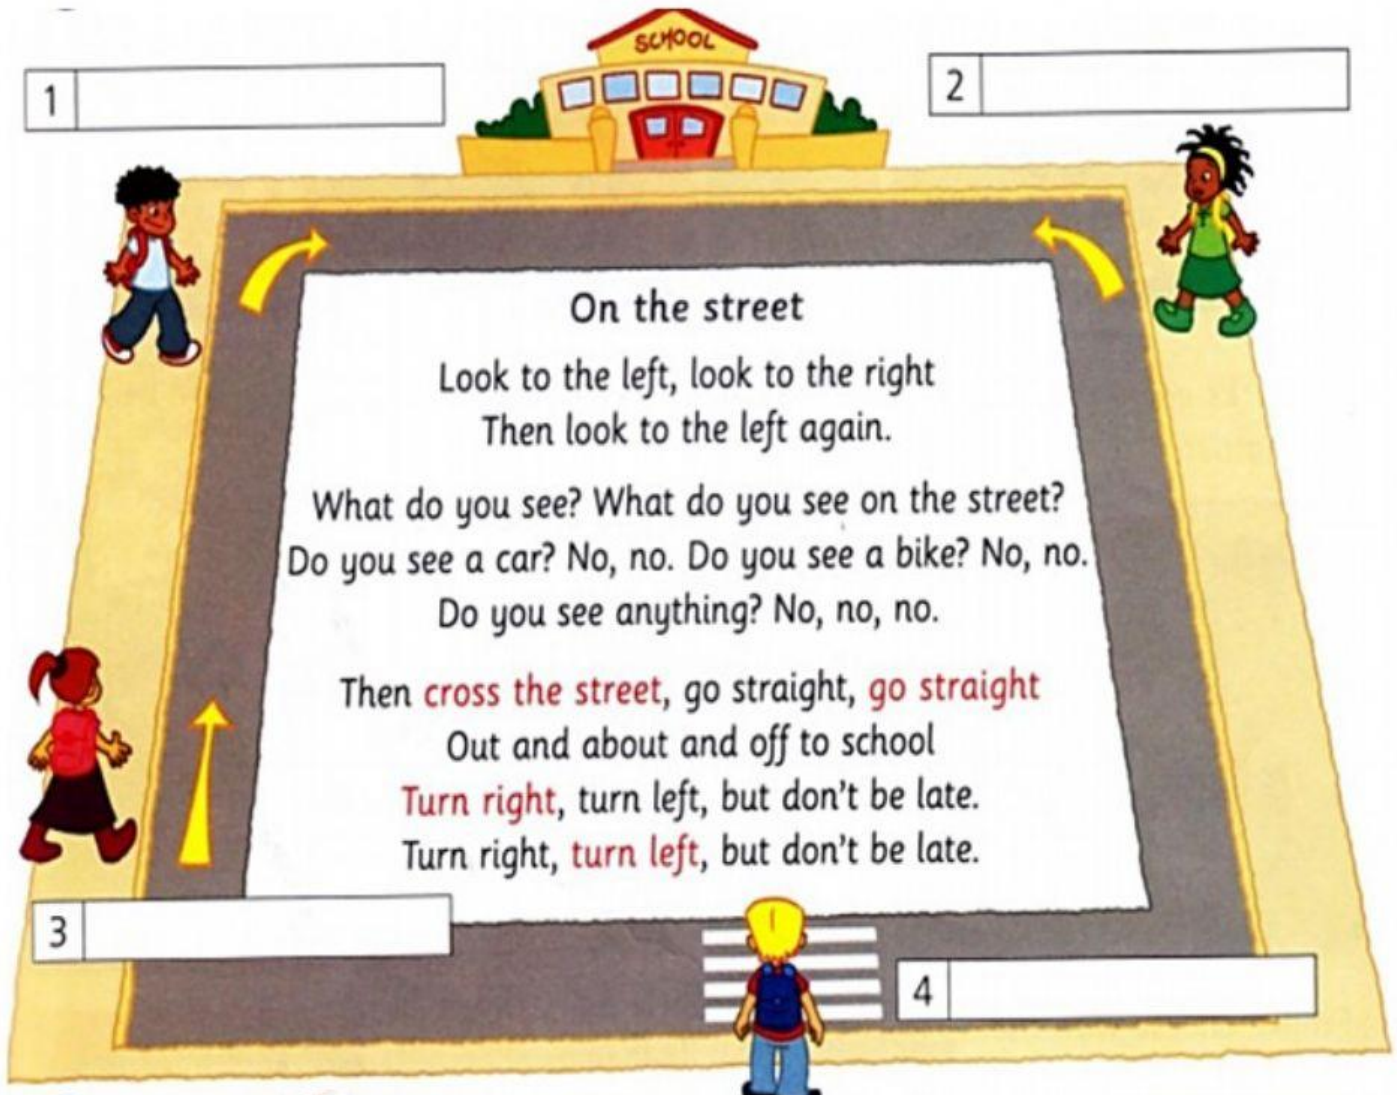 SCHOOL
1
2
On the street
Look to the left, look to the right
Then look to the left again.
What do you see? What do you see on the street?
Do you see a car? No, no. Do you see a bike? No, no.
Do you see anything? No, no, no.
Then cross the street, go straight, go straight
Out and about and off to school
Turn right, turn left, but don't be late.
Turn right, turn left, but don't be late.
3
4